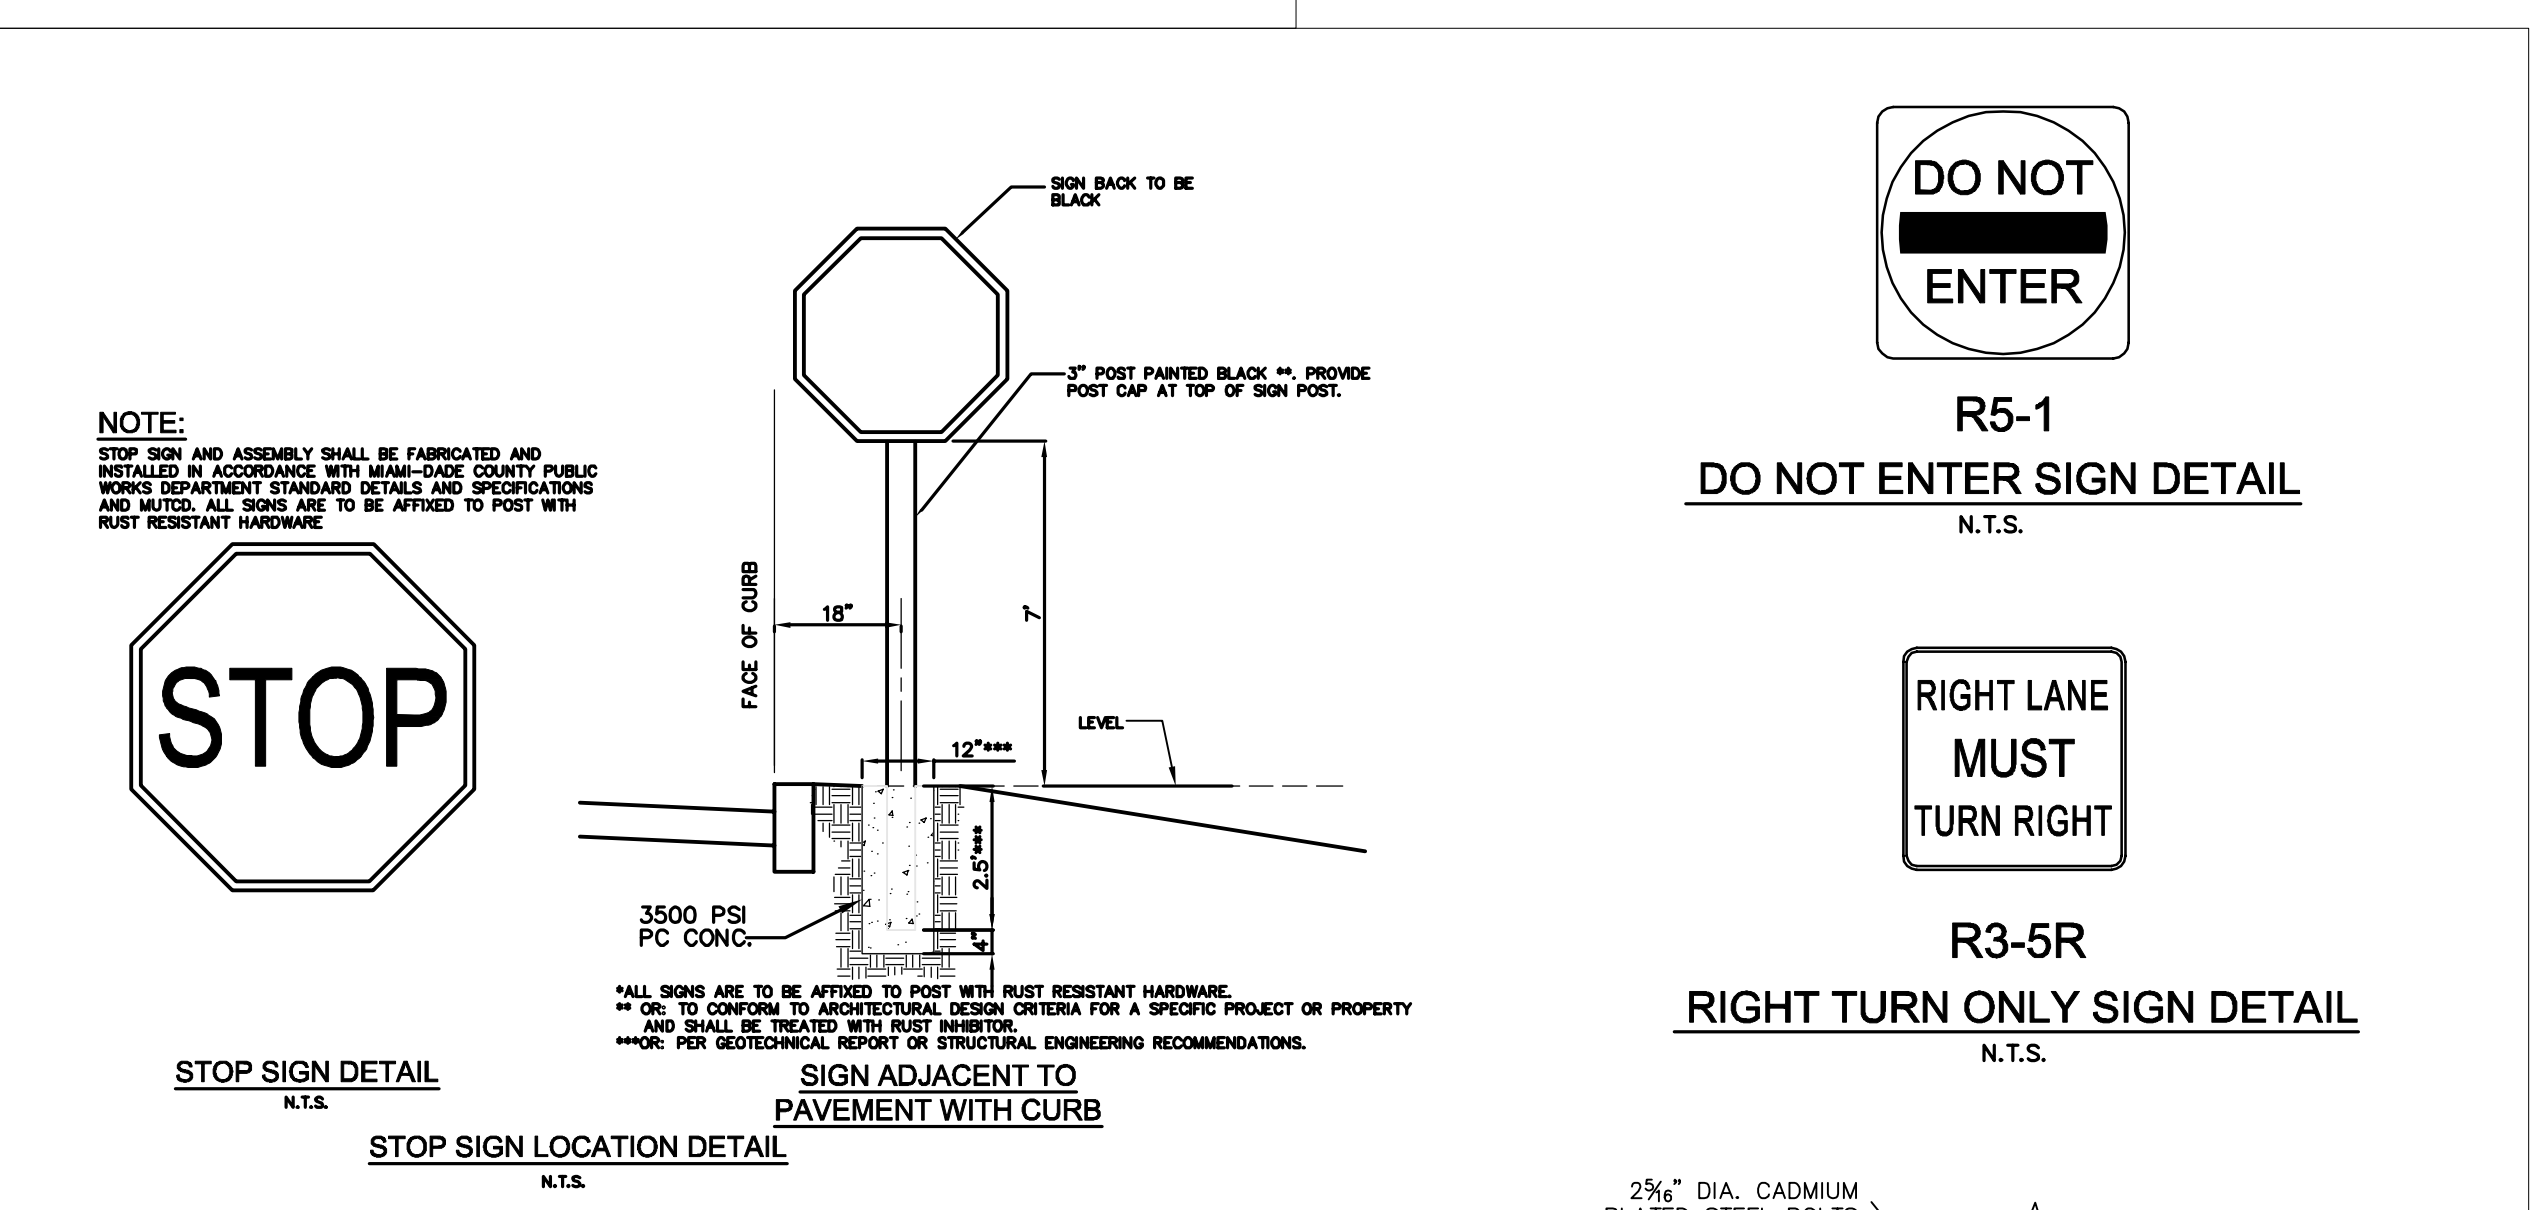 NOTE:
STOP SIGN AND ASSEMBLY SHALL BE FABRICATED AND
INSTALLED IN ACCORDANCE WITH MIAMI-DADE COUNTY PUBLIC
WORKS DEPARTMENT STANDARD DETAILS AND SPECIFICATIONS
AND MUTCD. ALL SIGNS ARE TO BE AFFIXED TO POST WITH
RUST RESISTANT HARDWARE
STOP
STOP SIGN DETAIL
N.T.S.
SIGN BACK TO BE
BLACK
3" POST PAINTED BLACK **. PROVIDE
POST CAP AT TOP OF SIGN POST.
FACE OF CURB
18"
7'
LEVEL
12"***
2.5'***
4"
3500 PSI
PC CONC.
*ALL SIGNS ARE TO BE AFFIXED TO POST WITH RUST RESISTANT HARDWARE.
** OR: TO CONFORM TO ARCHITECTURAL DESIGN CRITERIA FOR A SPECIFIC PROJECT OR PROPERTY
AND SHALL BE TREATED WITH RUST INHIBITOR.
***OR: PER GEOTECHNICAL REPORT OR STRUCTURAL ENGINEERING RECOMMENDATIONS.
SIGN ADJACENT TO
PAVEMENT WITH CURB
STOP SIGN LOCATION DETAIL
N.T.S.
DO NOT
ENTER
R5-1
DO NOT ENTER SIGN DETAIL
N.T.S.
RIGHT LANE
MUST
TURN RIGHT
R3-5R
RIGHT TURN ONLY SIGN DETAIL
N.T.S.
2 5/16" DIA. CADMIUM
PLATED STEEL BOLTS